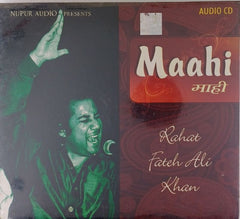 NUPUR AUDIO PRESENTS
AUDIO CD
Maahi
माही
Rahat
Fateh Ali
Khan